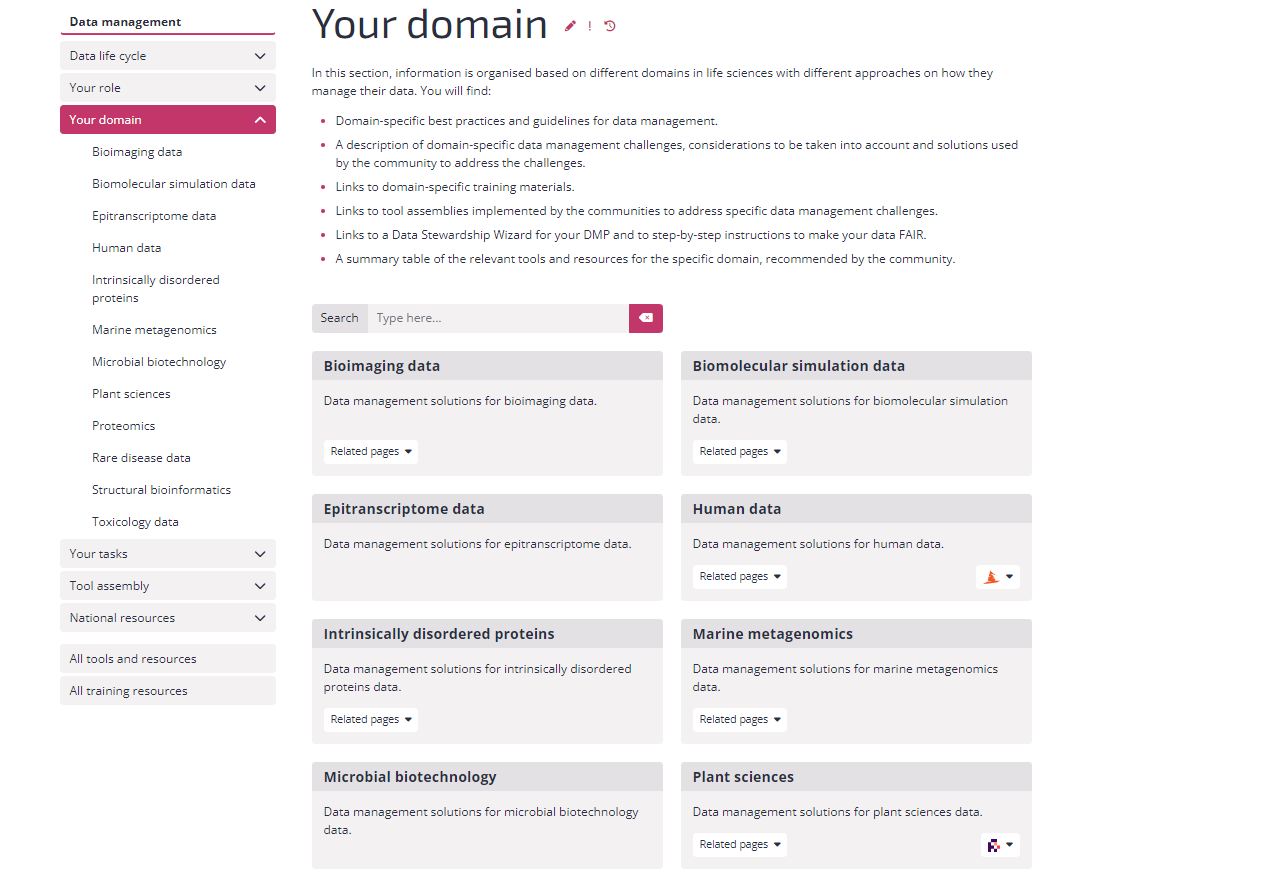 Data management
Data life cycle
Your role
Your domain
Bioimaging data
Biomolecular simulation data
Epitranscriptome data
Human data
Intrinsically disordered
proteins
Marine metagenomics
Microbial biotechnology
Plant sciences
Proteomics
Rare disease data
Structural bioinformatics
Toxicology data
Your tasks
Tool assembly
National resources
All tools and resources
All training resources
Your domain
In this section, information is organised based on different domains in life sciences with different approaches on how they
manage their data. You will find:
Domain-specific best practices and guidelines for data management.
A description of domain-specific data management challenges, considerations to be taken into account and solutions used
by the community to address the challenges.
Links to domain-specific training materials.
Links to tool assemblies implemented by the communities to address specific data management challenges.
Links to a Data Stewardship Wizard for your DMP and to step-by-step instructions to make your data FAIR.
A summary table of the relevant tools and resources for the specific domain, recommended by the community.
Search Type here...
Bioimaging data
Data management solutions for bioimaging data.
Related pages
Biomolecular simulation data
Data management solutions for biomolecular simulation
data.
Related pages
Epitranscriptome data
Data management solutions for epitranscriptome data.
Human data
Data management solutions for human data.
Related pages
Intrinsically disordered proteins
Data management solutions for intrinsically disordered
proteins data.
Related pages
Marine metagenomics
Data management solutions for marine metagenomics
data.
Related pages
Microbial biotechnology
Data management solutions for microbial biotechnology
data.
Plant sciences
Data management solutions for plant sciences data.
Related pages